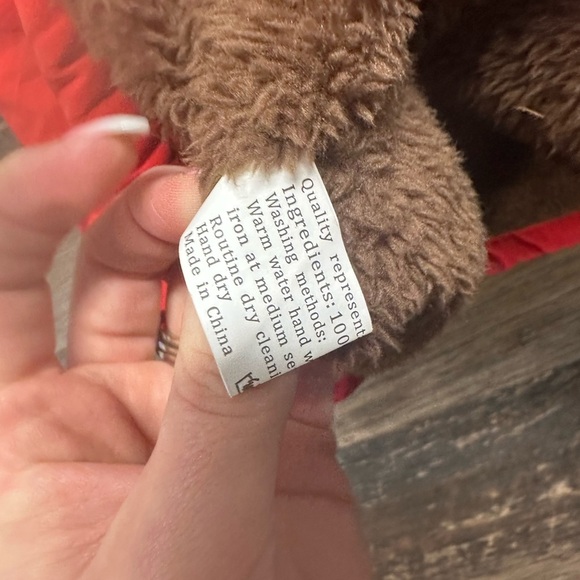 Quality represent
Ingredients: 100
Washing methods:
Warm water hand w
iron at medium se
Routine dry cleani
Hand dry
Made in China